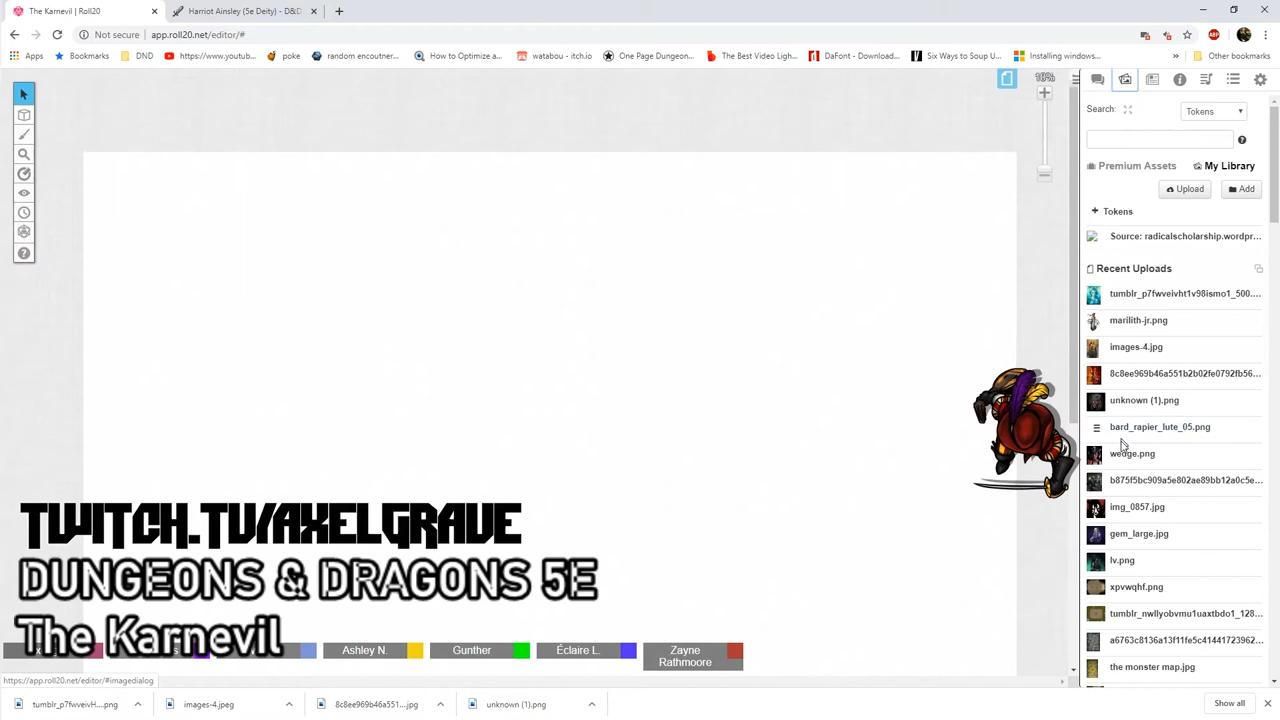 The Karnevil | Roll20
Harriot Ainsley (5e Deity) - D&D
Not secure | app.roll20.net/editor/#
Apps
Bookmarks
DND
https://www.youtub...
poke
random encoutner...
How to Optimize a...
watabou - itch.io
One Page Dungeon...
The Best Video Ligh...
DaFont - Download...
Six Ways to Soup U...
Installing windows...
»
Other bookmarks
10%
Search:
Tokens
Premium Assets
My Library
Upload
Add
+ Tokens
Source: radicalscholarship.wordpr...
Recent Uploads
tumblr_p7fwveivht1v98ismo1_500....
marilith-jr.png
images-4.jpg
8c8ee969b46a551b2b02fe0792fb56...
unknown (1).png
bard_rapier_lute_05.png
wedge.png
b875f5bc909a5e802ae89bb12a0c5e...
img_0857.jpg
gem_large.jpg
lv.png
xpvwqhf.png
tumblr_nwllyobvmu1uaxtbdo1_128...
a6763c8136a13f11fe5c41441723962...
the monster map.jpg
TWITCH.TV/AXELGRAVE
DUNGEONS & DRAGONS 5E
The Karnevil
Ashley N.
Gunther
Éclaire L.
Zayne
Rathmoore
https://app.roll20.net/editor/#imagedialog
tumblr_p7fwveivH....png
images-4.jpeg
8c8ee969b46a551....jpg
unknown (1).png
Show all